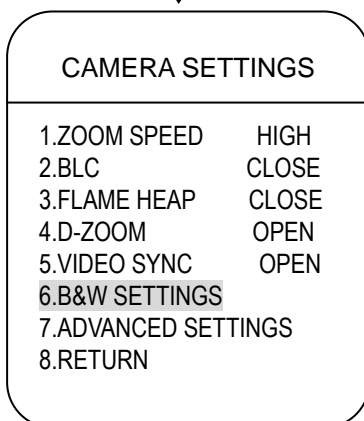 CAMERA SETTINGS
1.ZOOM SPEED HIGH
2.BLC CLOSE
3.FLAME HEAP CLOSE
4.D-ZOOM OPEN
5.VIDEO SYNC OPEN
6.B&W SETTINGS
7.ADVANCED SETTINGS
8.RETURN